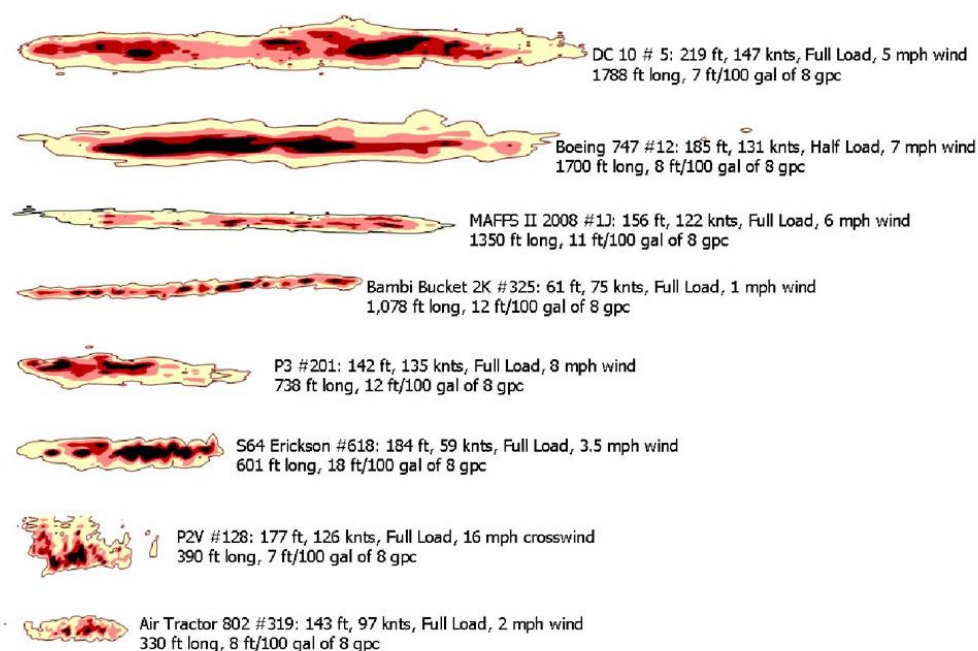 DC 10 # 5: 219 ft, 147 knts, Full Load, 5 mph wind
1788 ft long, 7 ft/100 gal of 8 gpc
Boeing 747 #12: 185 ft, 131 knts, Half Load, 7 mph wind
1700 ft long, 8 ft/100 gal of 8 gpc
MAFFS II 2008 #1J: 156 ft, 122 knts, Full Load, 6 mph wind
1350 ft long, 11 ft/100 gal of 8 gpc
Bambi Bucket 2K #325: 61 ft, 75 knts, Full Load, 1 mph wind
1,078 ft long, 12 ft/100 gal of 8 gpc
P3 #201: 142 ft, 135 knts, Full Load, 8 mph wind
738 ft long, 12 ft/100 gal of 8 gpc
S64 Erickson #618: 184 ft, 59 knts, Full Load, 3.5 mph wind
601 ft long, 18 ft/100 gal of 8 gpc
P2V #128: 177 ft, 126 knts, Full Load, 16 mph crosswind
390 ft long, 7 ft/100 gal of 8 gpc
Air Tractor 802 #319: 143 ft, 97 knts, Full Load, 2 mph wind
330 ft long, 8 ft/100 gal of 8 gpc